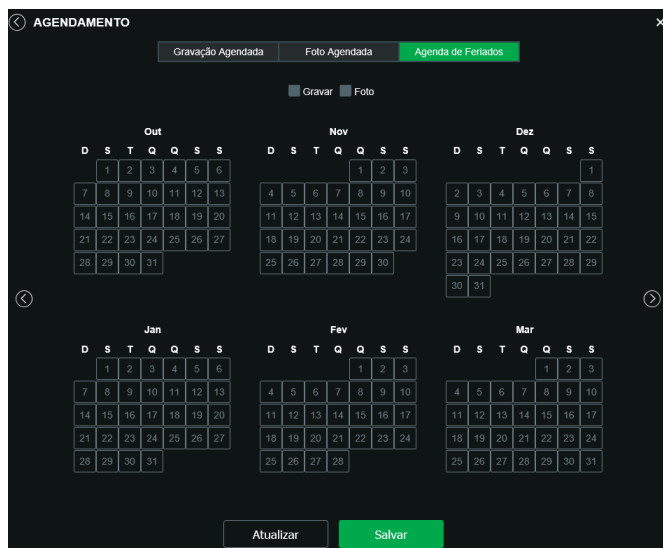 AGENDAMENTO
Gravação Agendada Foto Agendada Agenda de Feriados
Gravar Foto
Out Nov Dez
D S T Q Q S S D S T Q Q S S D S T Q Q S S
1 2 3 4 5 6 1 2 3 1
7 8 9 10 11 12 13 4 5 6 7 8 9 10 2 3 4 5 6 7 8
14 15 16 17 18 19 20 11 12 13 14 15 16 17 9 10 11 12 13 14 15
21 22 23 24 25 26 27 18 19 20 21 22 23 24 16 17 18 19 20 21 22
28 29 30 31 25 26 27 28 29 30 23 24 25 26 27 28 29
30 31
Jan Fev Mar
D S T Q Q S S D S T Q Q S S D S T Q Q S S
1 2 3 4 5 6 1 2 3 1 2 3
7 8 9 10 11 12 13 4 5 6 7 8 9 10 4 5 6 7 8 9 10
14 15 16 17 18 19 20 11 12 13 14 15 16 17 11 12 13 14 15 16 17
21 22 23 24 25 26 27 18 19 20 21 22 23 24 18 19 20 21 22 23 24
28 29 30 31 25 26 27 28 25 26 27 28 29 30 31
Atualizar Salvar